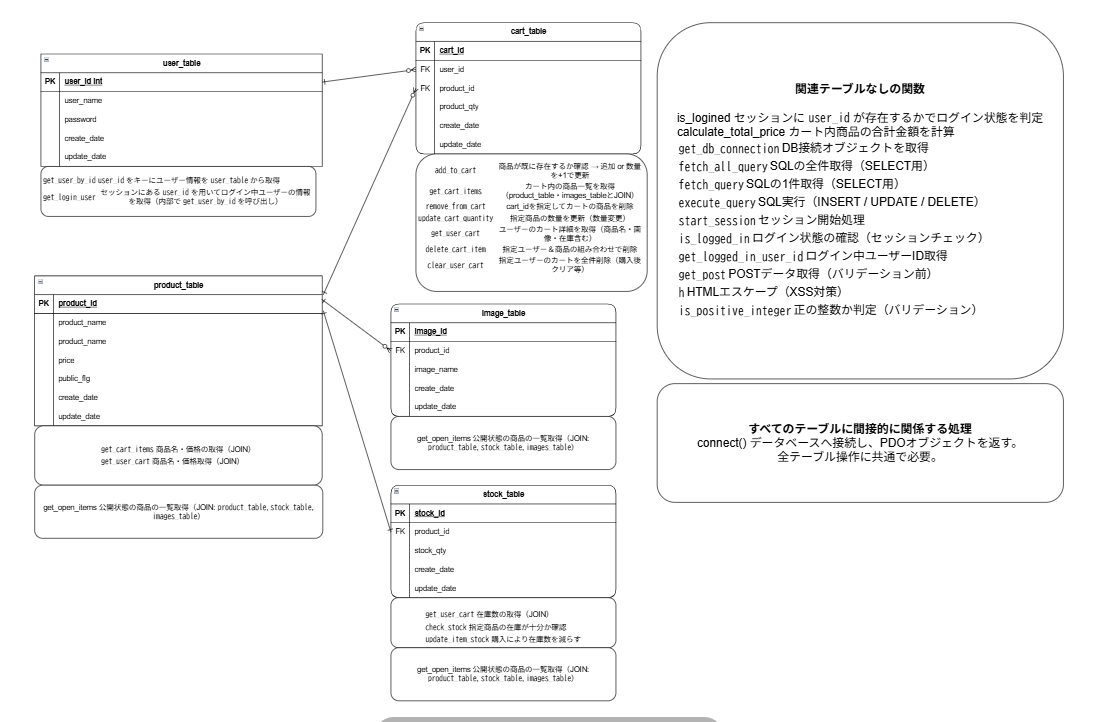 user_table
PK user_id int
user_name
password
create_date
update_date
get_user_by_id user_idをキーにユーザー情報を user_table から取得
get_login_user セッションにある user_id を用いてログイン中ユーザーの情報
を取得（内部で get_user_by_id を呼び出し）
cart_table
PK cart_id
FK user_id
FK product_id
product_qty
create_date
update_date
add_to_cart 商品が既に存在するか確認 → 追加 or 数量
を+1で更新
get_cart_items カート内の商品一覧を取得
（product_table・images_tableとJOIN）
remove_from_cart cart_idを指定してカートの商品を削除
update_cart_quantity 指定商品の数量を更新（数量変更）
get_user_cart ユーザーのカート詳細を取得（商品名・画
像・在庫含む）
delete_cart_item 指定ユーザー＆商品の組み合わせで削除
clear_user_cart 指定ユーザーのカートを全件削除（購入後
クリア等）
product_table
PK product_id
product_name
product_name
price
public_flg
create_date
update_date
get_cart_items 商品名・価格の取得（JOIN）
get_user_cart 商品名・価格取得（JOIN）
get_open_items 公開状態の商品の一覧取得（JOIN: product_table, stock_table,
images_table）
image_table
PK image_id
FK product_id
image_name
create_date
update_date
get_open_items 公開状態の商品の一覧取得（JOIN:
product_table, stock_table, images_table）
stock_table
PK stock_id
FK product_id
stock_qty
create_date
update_date
get_user_cart 在庫数の取得（JOIN）
check_stock 指定商品の在庫が十分か確認
update_item_stock 購入により在庫数を減らす
get_open_items 公開状態の商品の一覧取得（JOIN:
product_table, stock_table, images_table）
関連テーブルなしの関数
is_logined セッションに user_id が存在するかでログイン状態を判定
calculate_total_price カート内商品の合計金額を計算
get_db_connection DB接続オブジェクトを取得
fetch_all_query SQLの全件取得（SELECT用）
fetch_query SQLの1件取得（SELECT用）
execute_query SQL実行（INSERT / UPDATE / DELETE）
start_session セッション開始処理
is_logged_in ログイン状態の確認（セッションチェック）
get_logged_in_user_id ログイン中ユーザーID取得
get_post POSTデータ取得（バリデーション前）
h HTMLエスケープ（XSS対策）
is_positive_integer 正の整数か判定（バリデーション）
すべてのテーブルに間接的に関係する処理
connect() データベースへ接続し、PDOオブジェクトを返す。
全テーブル操作に共通で必要。